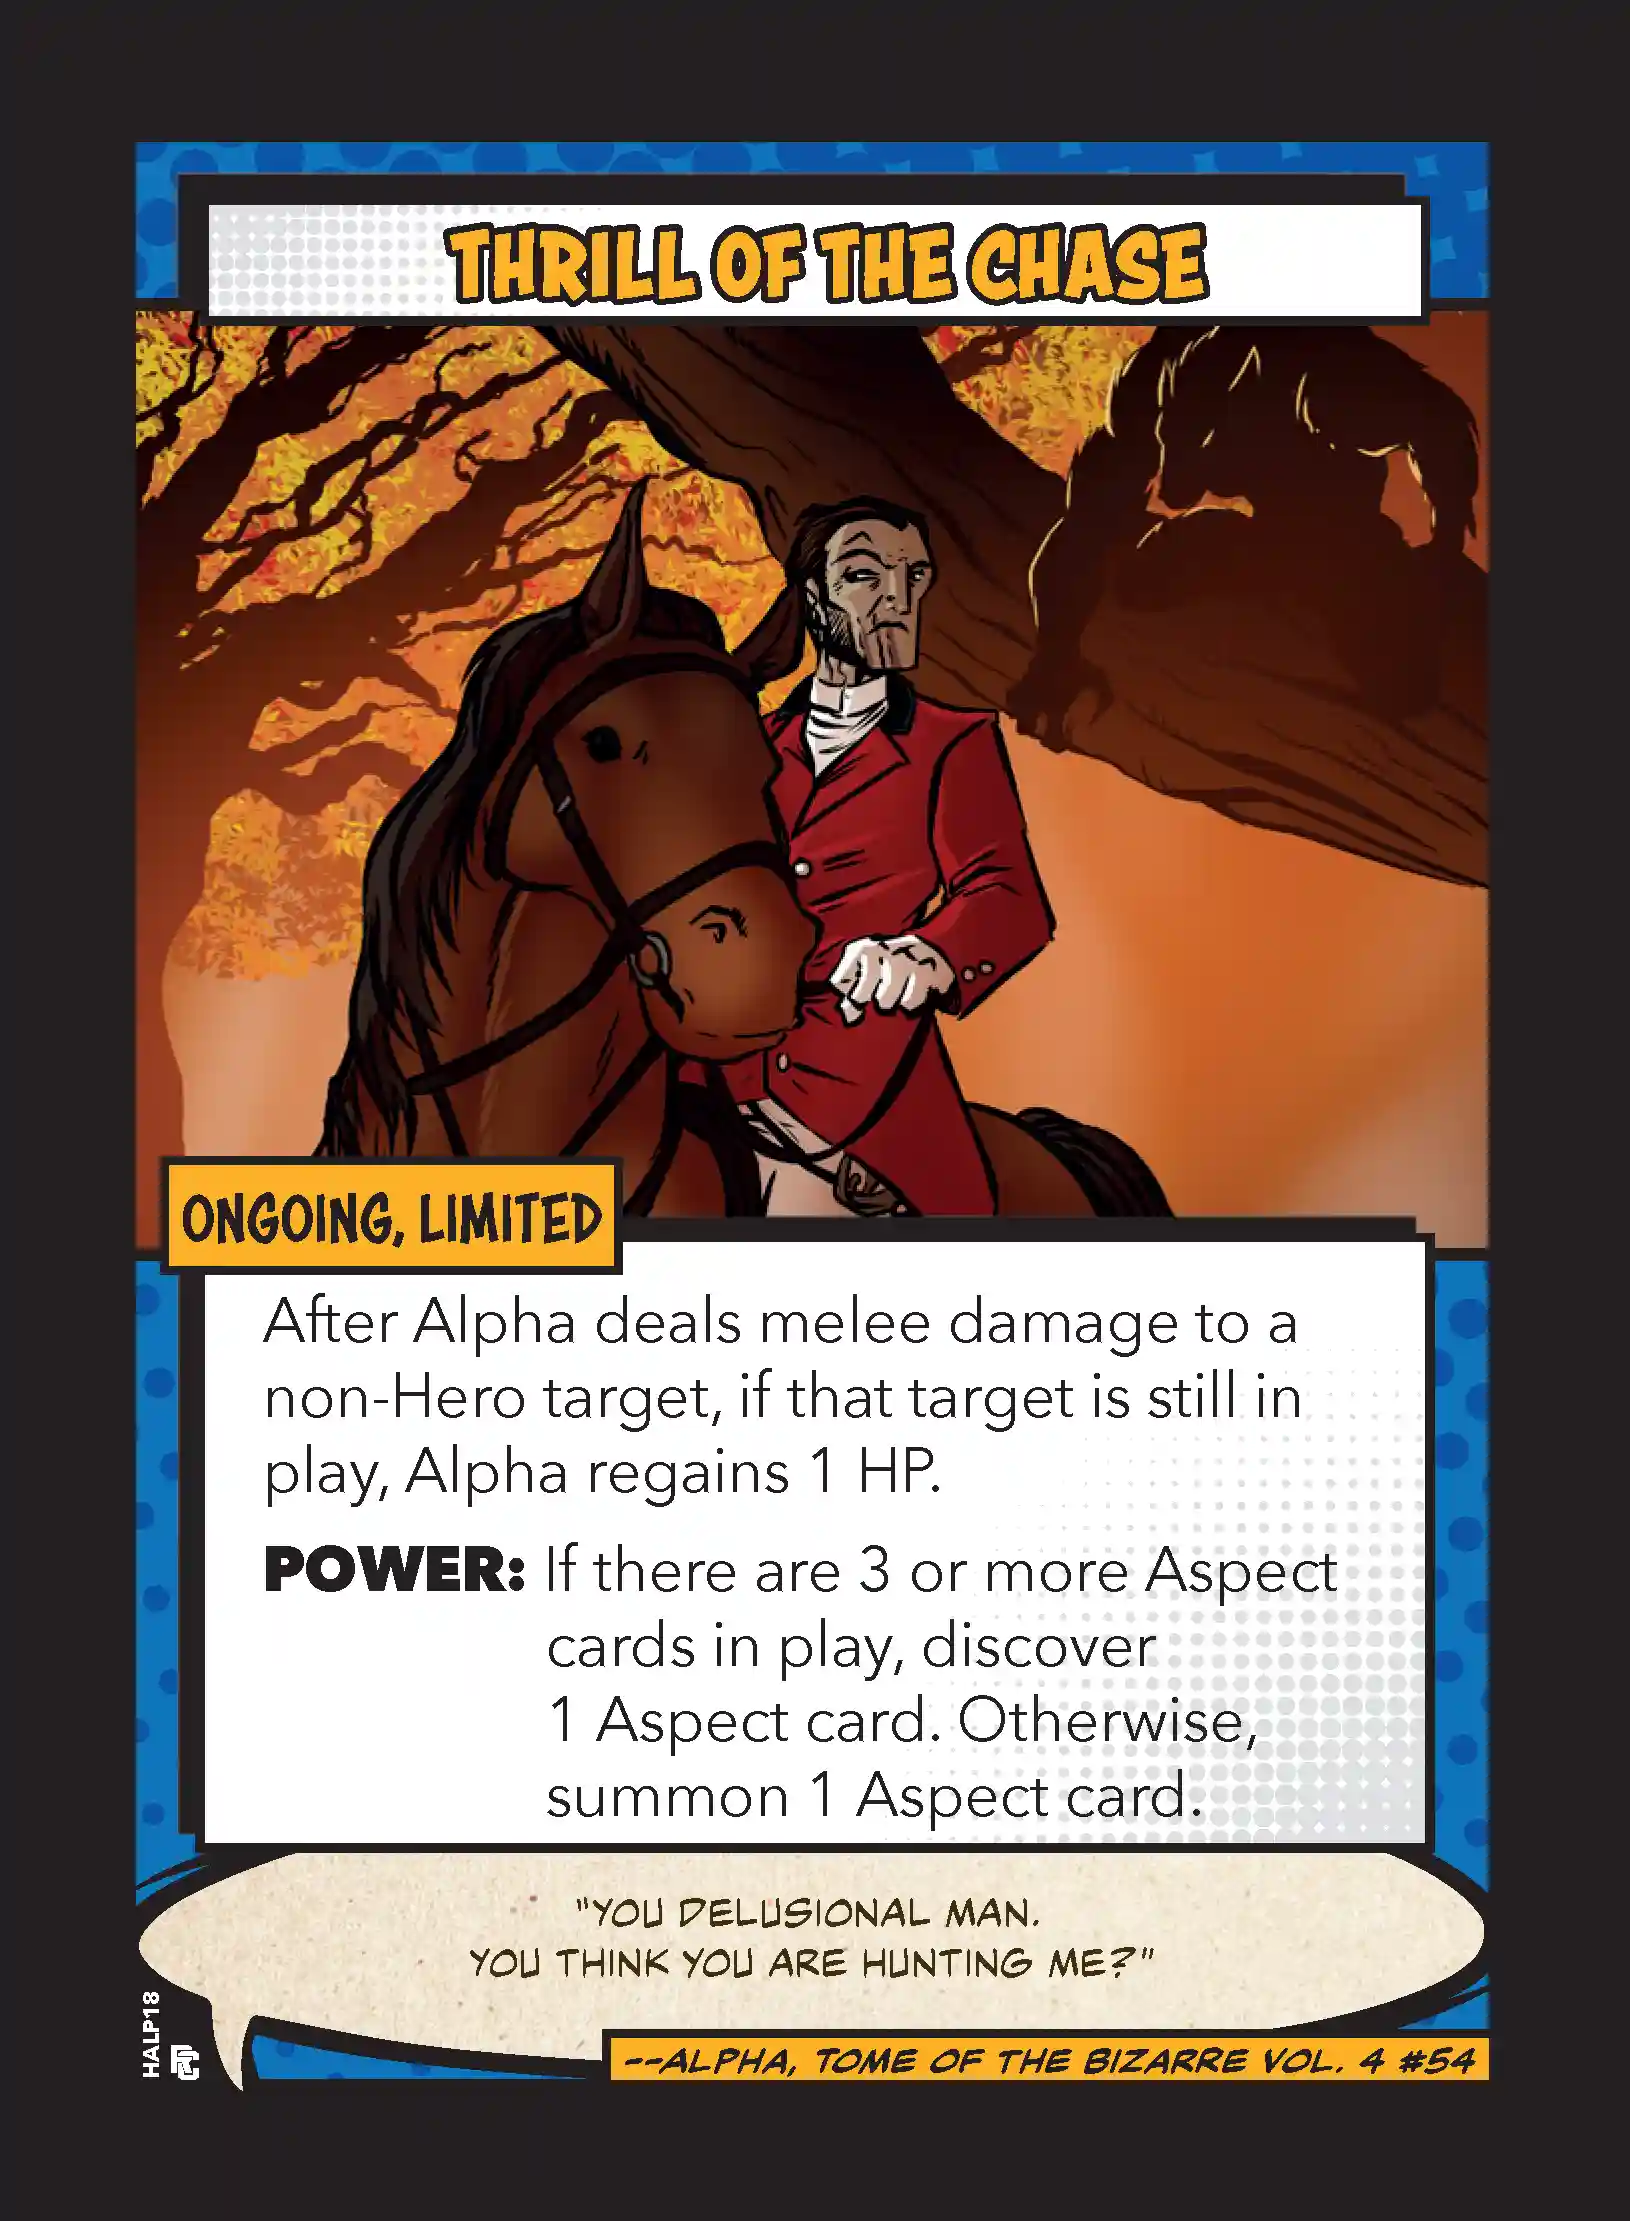 THRILL OF THE CHASE
ONGOING, LIMITED
After Alpha deals melee damage to a
non-Hero target, if that target is still in
play, Alpha regains 1 HP.
POWER: If there are 3 or more Aspect
cards in play, discover
1 Aspect card. Otherwise,
summon 1 Aspect card.
"YOU DELUSIONAL MAN.
YOU THINK YOU ARE HUNTING ME?"
HALP18
--ALPHA, TOME OF THE BIZARRE VOL. 4 #54